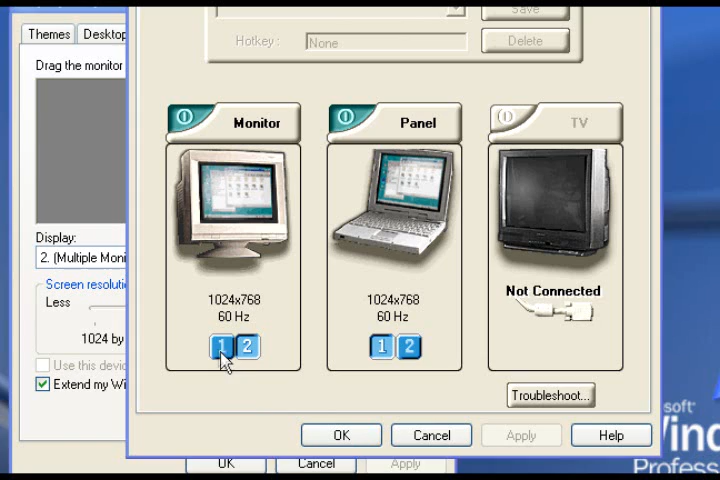 Save
Hotkey: None Delete
Themes Desktop
Drag the monitor
Monitor Panel TV
Display:
2. (Multiple Moni
Screen resolutio
Less
1024 by
Not Connected
1024x768 1024x768
60 Hz 60 Hz
1 2 1 2
Use this devic
Extend my Wi
Troubleshoot...
OK Cancel Apply Help
OK Cancel Apply
soft
Wind
Profess